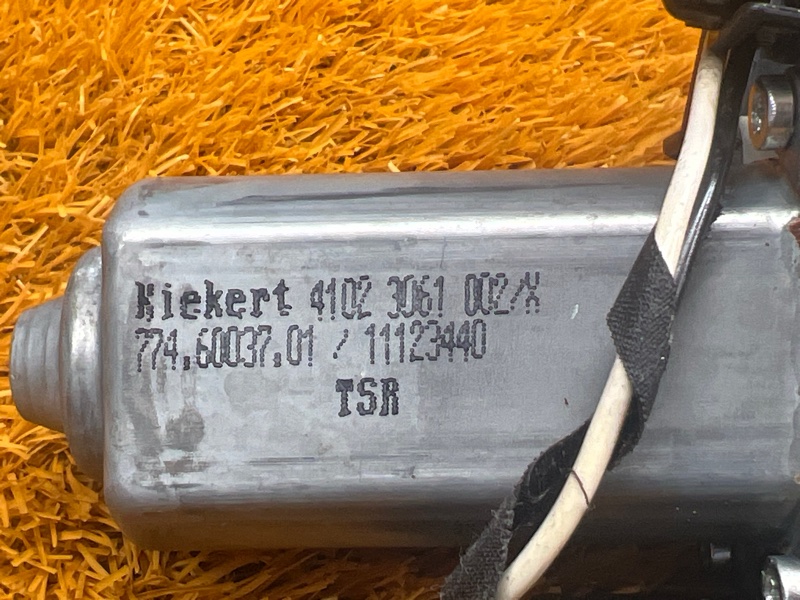 Kiekert 4102 3061 002/X
774.60037.01 / 11123440
TSR